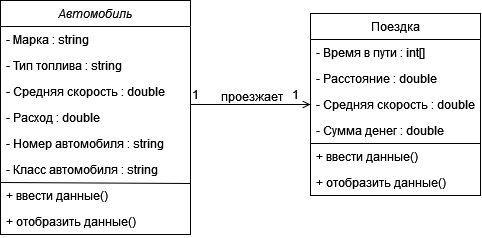 Автомобиль
- Марка : string
- Тип топлива : string
- Средняя скорость : double
- Расход : double
- Номер автомобиля : string
- Класс автомобиля : string
+ ввести данные()
+ отобразить данные()
1 проезжает 1
Поездка
- Время в пути : int[]
- Расстояние : double
- Средняя скорость : double
- Сумма денег : double
+ ввести данные()
+ отобразить данные()